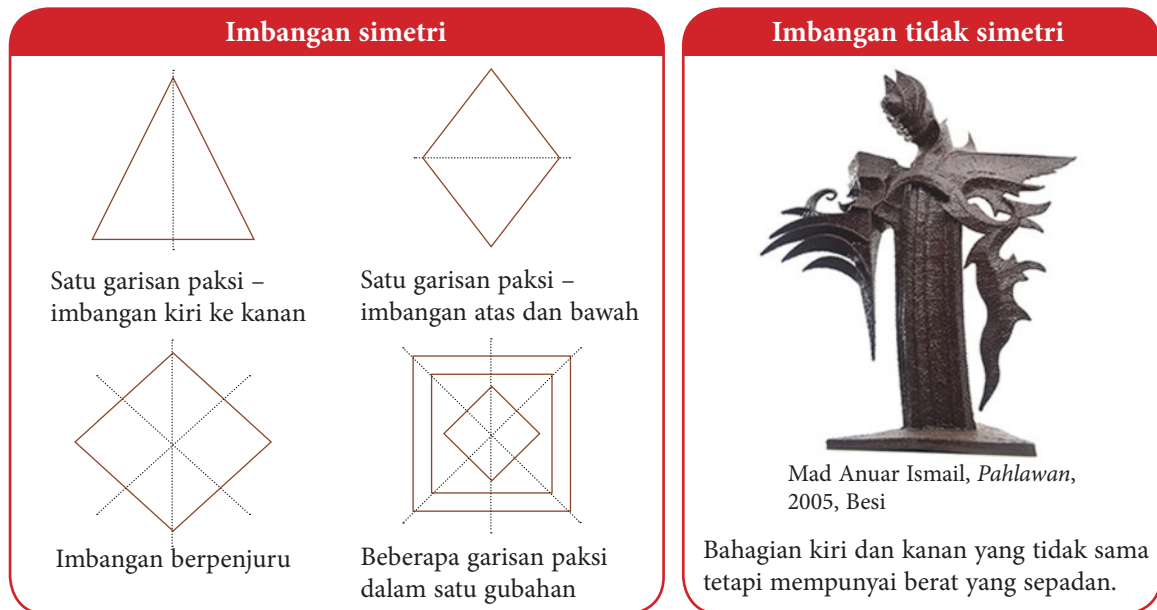 Imbangan simetri
Satu garisan paksi –
imbangan kiri ke kanan
Satu garisan paksi –
imbangan atas dan bawah
Imbangan berpenjuru
Beberapa garisan paksi
dalam satu gubahan
Imbangan tidak simetri
Mad Anuar Ismail, Pahlawan,
2005, Besi
Bahagian kiri dan kanan yang tidak sama
tetapi mempunyai berat yang sepadan.